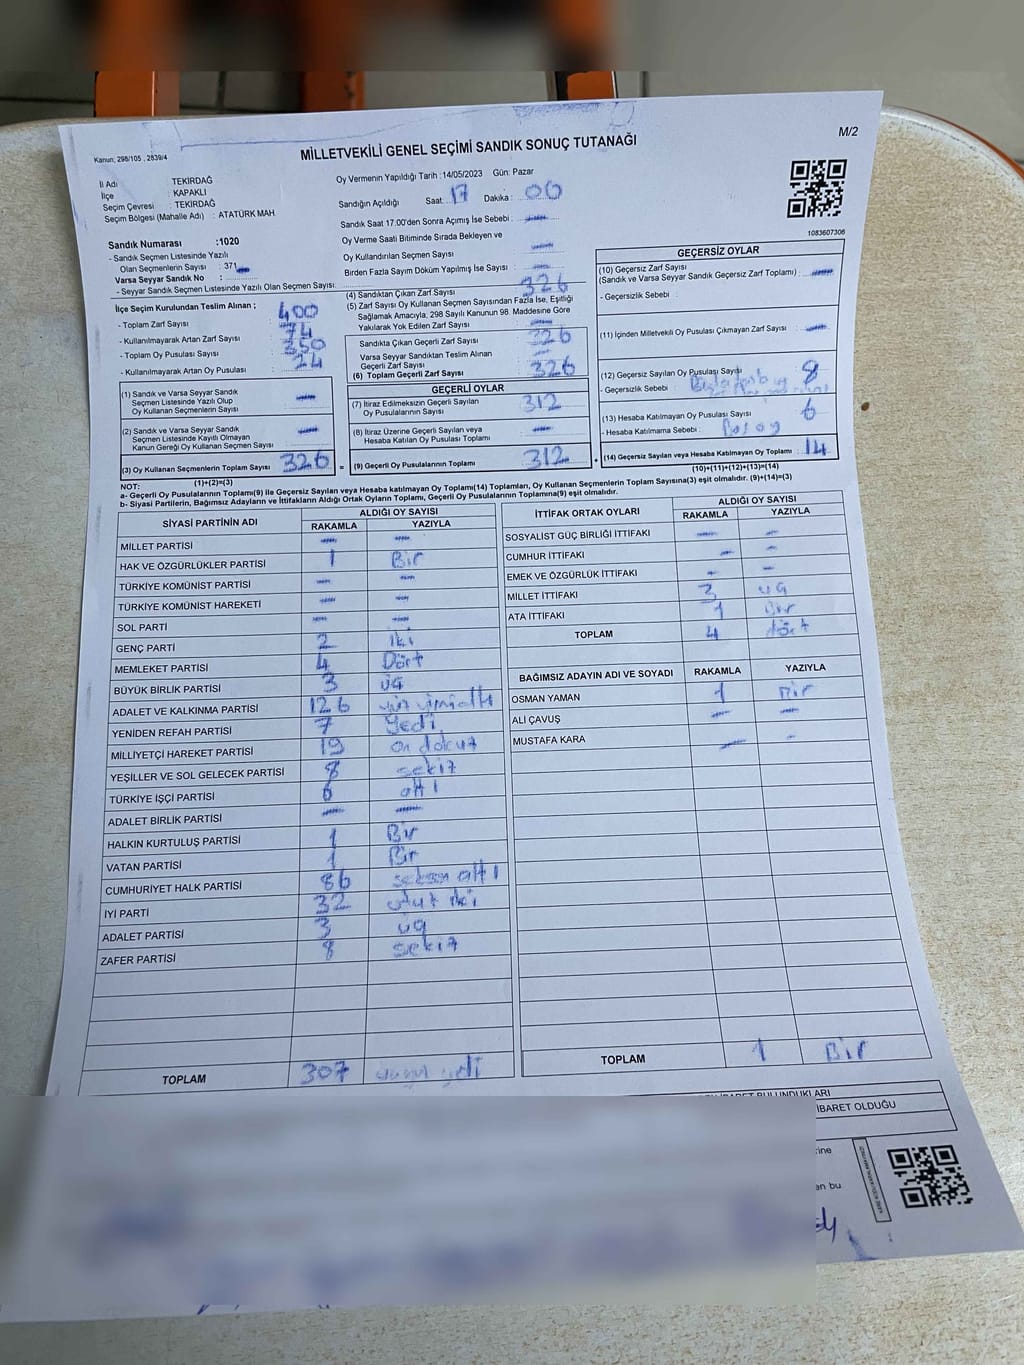 M/2
Kanun; 298/105 , 2839/4
MİLLETVEKİLİ GENEL SEÇİMİ SANDIK SONUÇ TUTANAĞI
İl Adı TEKİRDAĞ
İlçe KAPAKLI
Seçim Çevresi : TEKİRDAĞ
Seçim Bölgesi (Mahalle Adı) : ATATÜRK MAH
Oy Vermenin Yapıldığı Tarih :14/05/2023 Gün: Pazar
Sandığın Açıldığı Saat: 17 Dakika : 00
Sandık Saat 17:00'den Sonra Açımış İse Sebebi :
Oy Verme Saati Bitiminde Sırada Bekleyen ve
Oy Kullandırılan Seçmen Sayısı :
Birden Fazla Sayım Döküm Yapılmış İse Sayısı :
1083607306
Sandık Numarası :1020
- Sandık Seçmen Listesinde Yazılı
Olan Seçmenlerin Sayısı : 371
Varsa Seyyar Sandık No :
- Seyyar Sandık Seçmen Listesinde Yazılı Olan Seçmen Sayısı:
İlçe Seçim Kurulundan Teslim Alınan ;
- Toplam Zarf Sayısı 400
- Kullanılmayarak Artan Zarf Sayısı 74
- Toplam Oy Pusulası Sayısı 350
- Kullanılmayarak Artan Oy Pusulası 24
(1) Sandık ve Varsa Seyyar Sandık
Seçmen Listesinde Yazılı Olup
Oy Kullanan Seçmenlerin Sayısı
(2) Sandık ve Varsa Seyyar Sandık
Seçmen Listesinde Kayıtlı Olmayan
Kanun Gereği Oy Kullanan Seçmen Sayısı
(3) Oy Kullanan Seçmenlerin Toplam Sayısı 326 =
(1)+(2)=(3)
(4) Sandıktan Çıkan Zarf Sayısı 326
(5) Zarf Sayısı Oy Kullanan Seçmen Sayısından Fazla İse, Eşitliği
Sağlamak Amacıyla, 298 Sayılı Kanunun 98. Maddesine Göre
Yakılarak Yok Edilen Zarf Sayısı
Sandıkta Çıkan Geçerli Zarf Sayısı 326
Varsa Seyyar Sandıktan Teslim Alınan
Geçerli Zarf Sayısı
(6) Toplam Geçerli Zarf Sayısı 326
GEÇERLİ OYLAR
(7) İtiraz Edilmeksizin Geçerli Sayılan
Oy Pusulalarının Sayısı 312
(8) İtiraz Üzerine Geçerli Sayılan veya
Hesaba Katılan Oy Pusulası Toplamı
(9) Geçerli Oy Pusulalarının Toplamı 312 +
GEÇERSİZ OYLAR
(10) Geçersiz Zarf Sayısı
(Sandık ve Varsa Seyyar Sandık Geçersiz Zarf Toplamı) :
- Geçersizlik Sebebi :
(11) İçinden Milletvekili Oy Pusulası Çıkmayan Zarf Sayısı :
(12) Geçersiz Sayılan Oy Pusulası Sayısı 8
- Geçersizlik Sebebi :
(13) Hesaba Katılmayan Oy Pusulası Sayısı 6
- Hesaba Katılmama Sebebi :
(14) Geçersiz Sayılan veya Hesaba Katılmayan Oy Toplamı : 14
(10)+(11)+(12)+(13)=(14)
NOT:
a- Geçerli Oy Pusulalarının Toplamı(9) ile Geçersiz Sayılan veya Hesaba katılmayan Oy Toplamı(14) Toplamları, Oy Kullanan Seçmenlerin Toplam Sayısına(3) eşit olmalıdır. (9)+(14)=(3)
b- Siyasi Partilerin, Bağımsız Adayların ve İttifakların Aldığı Ortak Oyların Toplamı, Geçerli Oy Pusulalarının Toplamına(9) eşit olmalıdır.
SİYASİ PARTİNİN ADI ALDIĞI OY SAYISI
RAKAMLA YAZIYLA
MİLLET PARTİSİ
HAK VE ÖZGÜRLÜKLER PARTİSİ 1 Bir
TÜRKİYE KOMÜNİST PARTİSİ
TÜRKİYE KOMÜNİST HAREKETİ
SOL PARTİ
GENÇ PARTİ 2 iki
MEMLEKET PARTİSİ 4 Dört
BÜYÜK BİRLİK PARTİSİ 3 üç
ADALET VE KALKINMA PARTİSİ 126 yüz yirmi altı
YENİDEN REFAH PARTİSİ 7 Yedi
MİLLİYETÇİ HAREKET PARTİSİ 19 on dokuz
YEŞİLLER VE SOL GELECEK PARTİSİ 8 sekiz
TÜRKİYE İŞÇİ PARTİSİ 6 altı
ADALET BİRLİK PARTİSİ
HALKIN KURTULUŞ PARTİSİ 1 Bir
VATAN PARTİSİ 1 Bir
CUMHURİYET HALK PARTİSİ 86 seksen altı
İYİ PARTİ 32 otuz iki
ADALET PARTİSİ 3 üç
ZAFER PARTİSİ 8 sekiz
TOPLAM 307 yedi
İTTİFAK ORTAK OYLARI ALDIĞI OY SAYISI
RAKAMLA YAZIYLA
SOSYALİST GÜÇ BİRLİĞİ İTTİFAKI
CUMHUR İTTİFAKI
EMEK VE ÖZGÜRLÜK İTTİFAKI
MİLLET İTTİFAKI 3 üç
ATA İTTİFAKI 1 Bir
TOPLAM 4 dört
BAĞIMSIZ ADAYIN ADI VE SOYADI RAKAMLA YAZIYLA
OSMAN YAMAN 1 Bir
ALİ ÇAVUŞ
MUSTAFA KARA
TOPLAM 1 Bir
İBARET BULUNDUKLARI
İBARET OLDUĞU